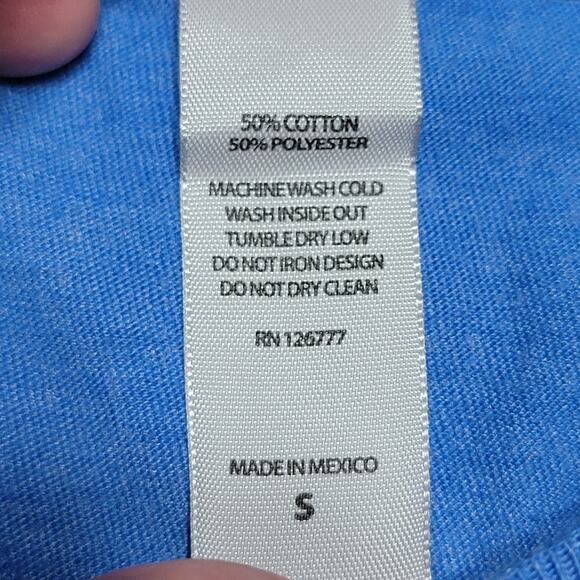 50% COTTON
50% POLYESTER
MACHINE WASH COLD
WASH INSIDE OUT
TUMBLE DRY LOW
DO NOT IRON DESIGN
DO NOT DRY CLEAN
RN 126777
MADE IN MEXICO
S